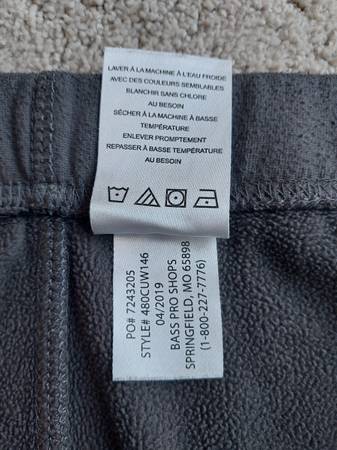 LAVER À LA MACHINE À L'EAU FROIDE
AVEC DES COULEURS SEMBLABLES
BLANCHIR SANS CHLORE
AU BESOIN
SÉCHER À LA MACHINE À BASSE
TEMPÉRATURE
ENLEVER PROMPTEMENT
REPASSER À BASSE TEMPÉRATURE
AU BESOIN
PO# 7243205
STYLE# 480CUW146
04/2019
BASS PRO SHOPS
SPRINGFIELD, MO 65898
(1-800-227-7776)